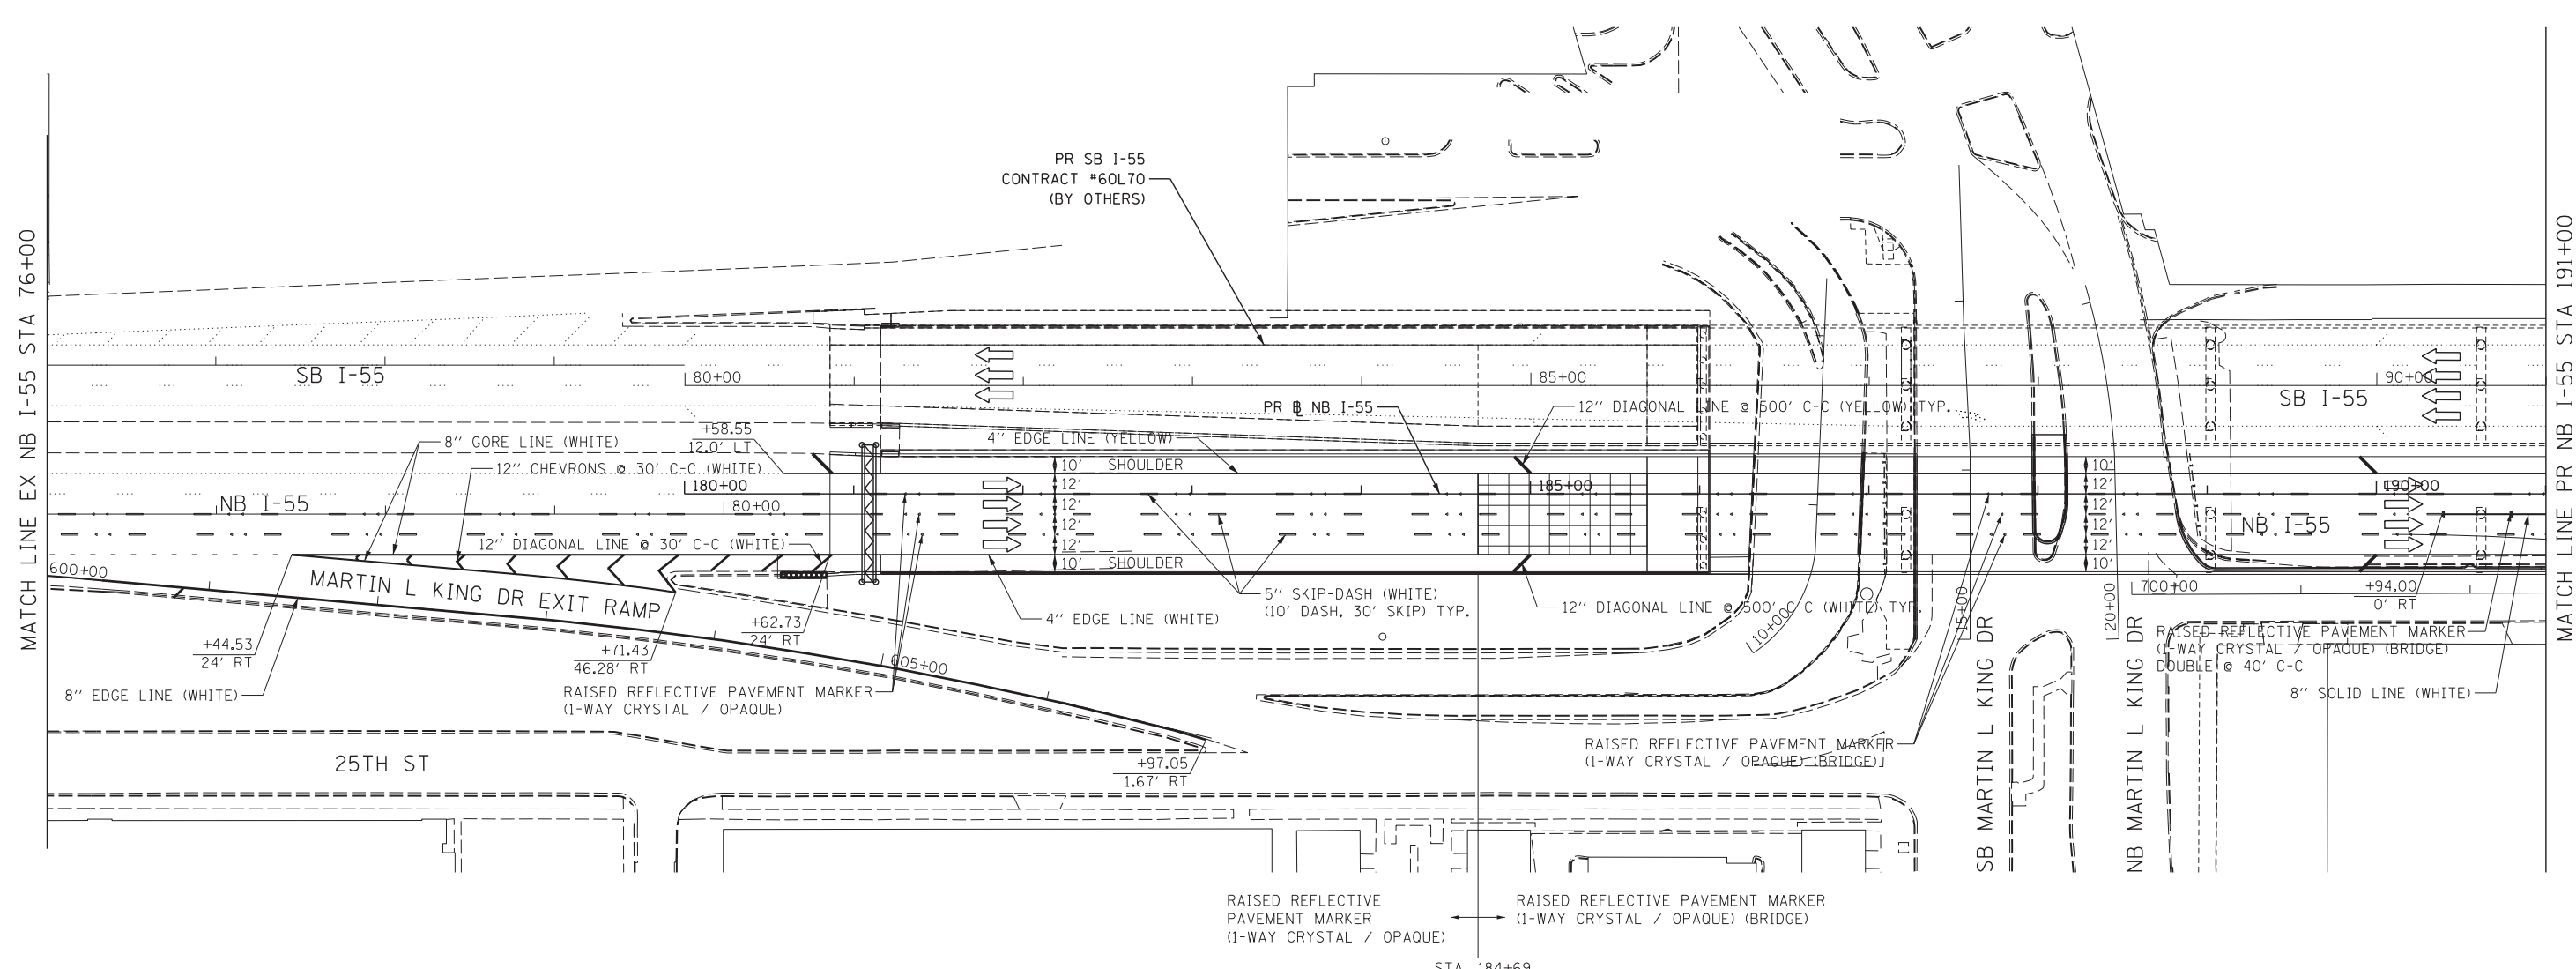 PR SB I-55
CONTRACT #60L70
(BY OTHERS)
MATCH LINE EX NB I-55 STA 76+00
MATCH LINE PR NB I-55 STA 191+00
SB I-55
80+00
85+00
90+00
SB I-55
PR B NB I-55
12'' DIAGONAL LINE @ 500' C-C (YELLOW) TYP.
+58.55
12.0' LT
8'' GORE LINE (WHITE)
4'' EDGE LINE (YELLOW)
12'' CHEVRONS @ 30' C-C (WHITE)
10'
SHOULDER
10'
12'
12'
180+00
185+00
190+00
NB I-55
80+00
12'
12'
12'
12'
NB I-55
12'' DIAGONAL LINE @ 30' C-C (WHITE)
12'
12'
10'
SHOULDER
10'
600+00
MARTIN L KING DR EXIT RAMP
5'' SKIP-DASH (WHITE)
(10' DASH, 30' SKIP) TYP.
12'' DIAGONAL LINE @ 500' C-C (WHITE) TYP.
4'' EDGE LINE (WHITE)
700+00
+94.00
0' RT
10+00
15+00
20+00
+62.73
24' RT
+44.53
24' RT
+71.43
46.28' RT
605+00
RAISED REFLECTIVE PAVEMENT MARKER
(1-WAY CRYSTAL / OPAQUE) (BRIDGE)
DOUBLE @ 40' C-C
8'' EDGE LINE (WHITE)
RAISED REFLECTIVE PAVEMENT MARKER
(1-WAY CRYSTAL / OPAQUE)
8'' SOLID LINE (WHITE)
RAISED REFLECTIVE PAVEMENT MARKER
(1-WAY CRYSTAL / OPAQUE) (BRIDGE)
25TH ST
+97.05
1.67' RT
SB MARTIN L KING DR
NB MARTIN L KING DR
RAISED REFLECTIVE
PAVEMENT MARKER
(1-WAY CRYSTAL / OPAQUE)
RAISED REFLECTIVE PAVEMENT MARKER
(1-WAY CRYSTAL / OPAQUE) (BRIDGE)
STA 184+69